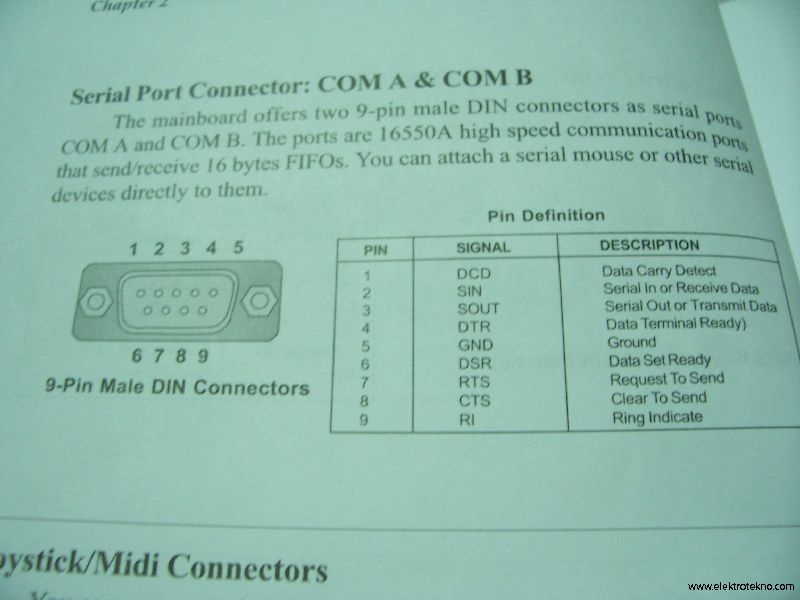 Chapter 2
Serial Port Connector: COM A & COM B
The mainboard offers two 9-pin male DIN connectors as serial ports
COM A and COM B. The ports are 16550A high speed communication ports
that send/receive 16 bytes FIFOs. You can attach a serial mouse or other serial
devices directly to them.
Pin Definition
1 2 3 4 5
6 7 8 9
9-Pin Male DIN Connectors
PIN SIGNAL DESCRIPTION
1 DCD Data Carry Detect
2 SIN Serial In or Receive Data
3 SOUT Serial Out or Transmit Data
4 DTR Data Terminal Ready)
5 GND Ground
6 DSR Data Set Ready
7 RTS Request To Send
8 CTS Clear To Send
9 RI Ring Indicate
oystick/Midi Connectors
www.elektrotekno.com